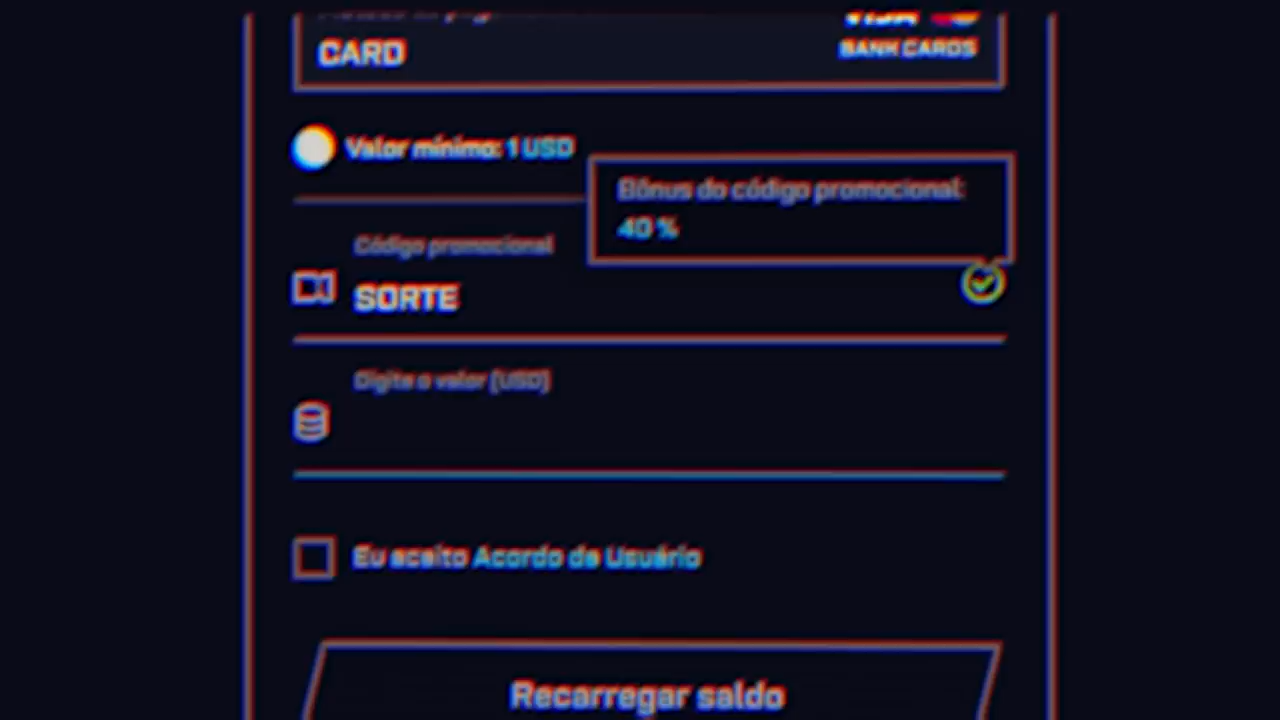 VISA
CARD
BANK CARDS
Valor mínimo: 1 USD
Bônus do código promocional:
40 %
Código promocional
SORTE
Digite o valor (USD)
Eu aceito Acordo de Usuário
Recarregar saldo